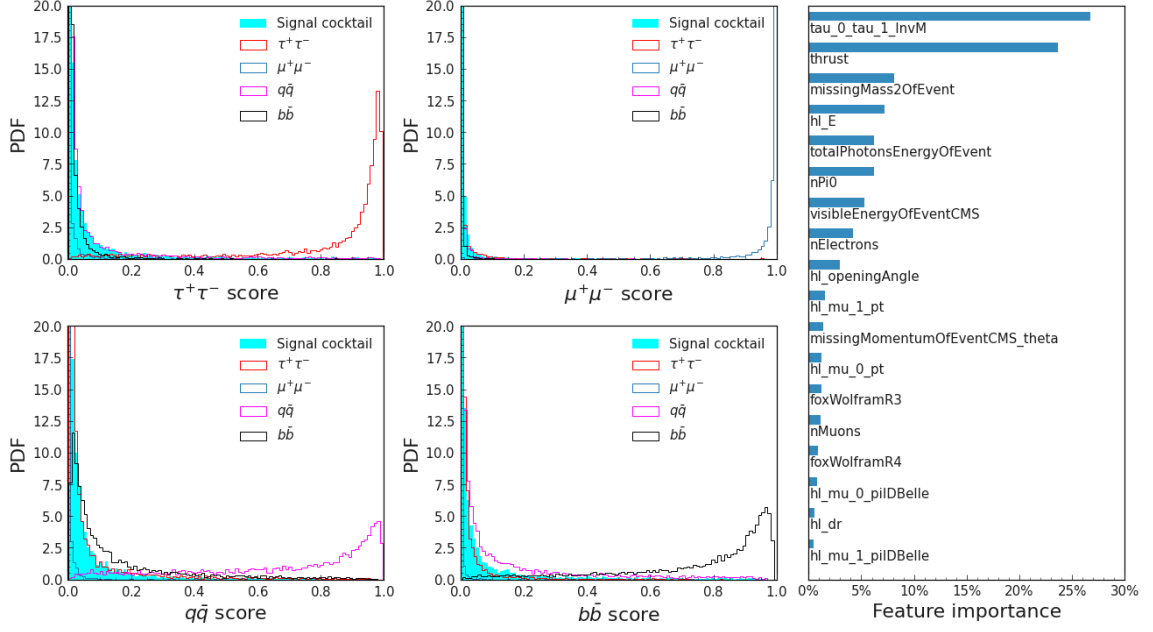 20.0
17.5
15.0
12.5
10.0
7.5
5.0
2.5
0.0
PDF
Signal cocktail
τ⁺τ⁻
μ⁺μ⁻
qq̄
bb̄
0.0 0.2 0.4 0.6 0.8 1.0
τ⁺τ⁻ score
20.0
17.5
15.0
12.5
10.0
7.5
5.0
2.5
0.0
PDF
Signal cocktail
τ⁺τ⁻
μ⁺μ⁻
qq̄
bb̄
0.0 0.2 0.4 0.6 0.8 1.0
μ⁺μ⁻ score
20.0
17.5
15.0
12.5
10.0
7.5
5.0
2.5
0.0
PDF
Signal cocktail
τ⁺τ⁻
μ⁺μ⁻
qq̄
bb̄
0.0 0.2 0.4 0.6 0.8 1.0
qq̄ score
20.0
17.5
15.0
12.5
10.0
7.5
5.0
2.5
0.0
PDF
Signal cocktail
τ⁺τ⁻
μ⁺μ⁻
qq̄
bb̄
0.0 0.2 0.4 0.6 0.8 1.0
bb̄ score
tau_0_tau_1_InvM
thrust
missingMass2OfEvent
hl_E
totalPhotonsEnergyOfEvent
nPi0
visibleEnergyOfEventCMS
nElectrons
hl_openingAngle
hl_mu_1_pt
missingMomentumOfEventCMS_theta
hl_mu_0_pt
foxWolframR3
nMuons
foxWolframR4
hl_mu_0_piIDBelle
hl_dr
hl_mu_1_piIDBelle
0% 5% 10% 15% 20% 25% 30%
Feature importance